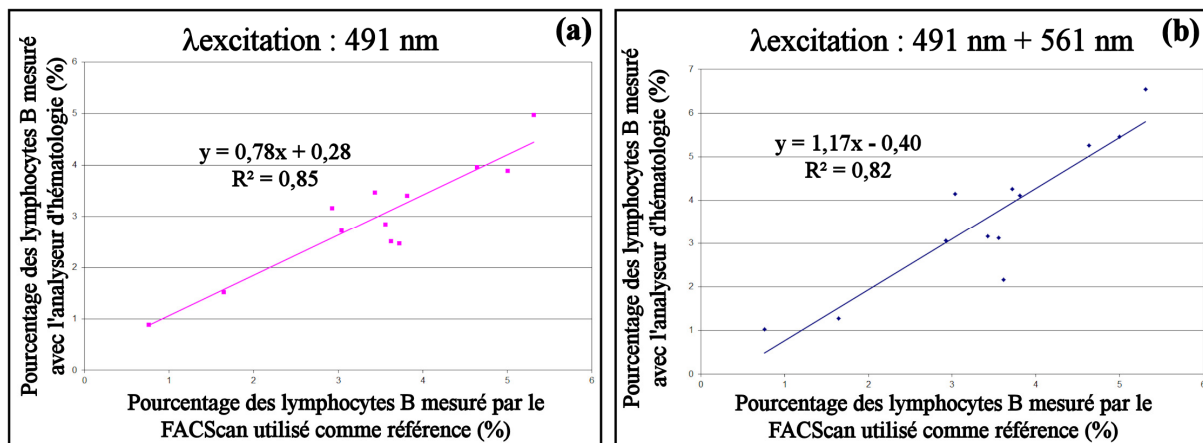 λexcitation : 491 nm
(a)
Pourcentage des lymphocytes B mesuré
avec l'analyseur d'hématologie (%)
6
5
4
3
2
1
0
y = 0,78x + 0,28
R² = 0,85
0 1 2 3 4 5 6
Pourcentage des lymphocytes B mesuré par le
FACScan utilisé comme référence (%)
λexcitation : 491 nm + 561 nm
(b)
Pourcentage des lymphocytes B mesuré
avec l'analyseur d'hématologie (%)
7
6
5
4
3
2
1
0
y = 1,17x - 0,40
R² = 0,82
0 1 2 3 4 5 6
Pourcentage des lymphocytes B mesuré par le
FACScan utilisé comme référence (%)